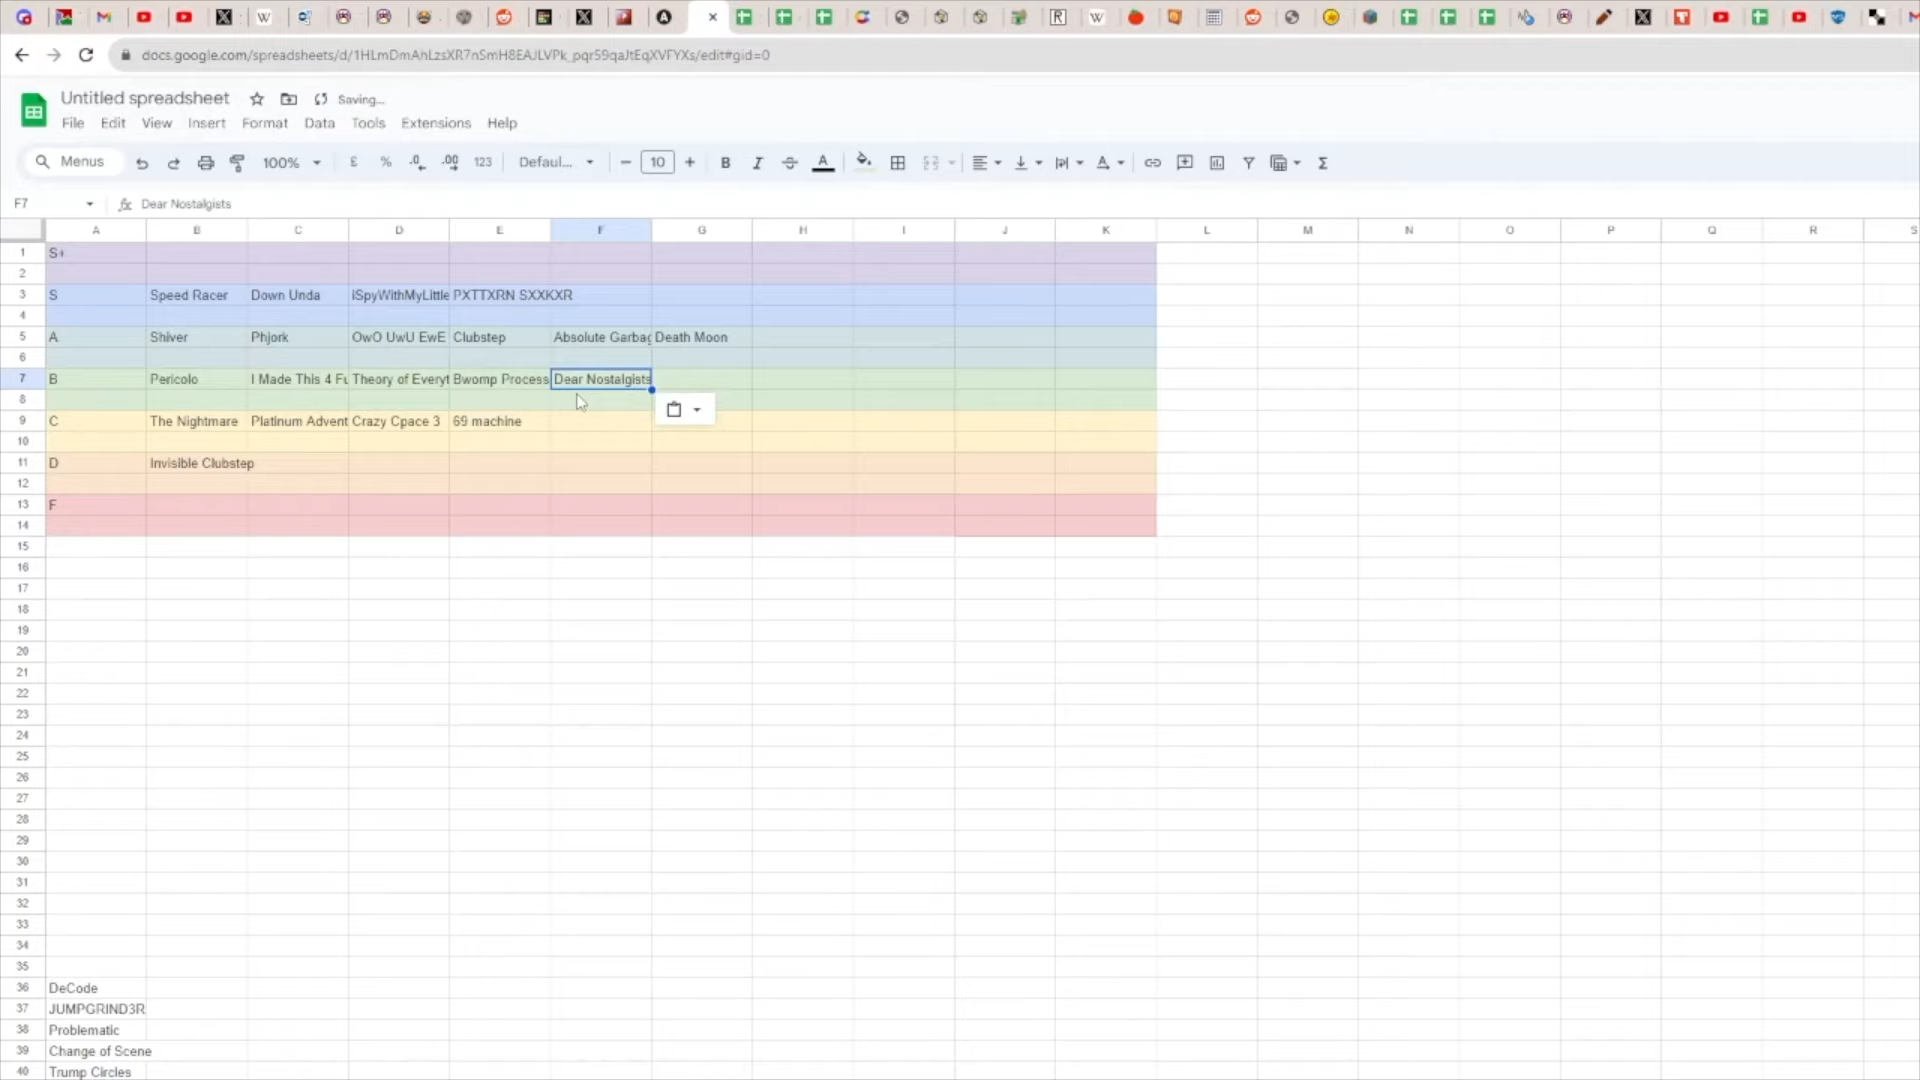 docs.google.com/spreadsheets/d/1HLmDmAhLzsXR7nSmH8EAJLVPk_pqr59qaJtEqXVFYXs/edit#gid=0
Untitled spreadsheet Saving...
File Edit View Insert Format Data Tools Extensions Help
Menus 100% £ % .0 .00 123 Defaul... − 10 + B I A Σ
F7 fx Dear Nostalgists
A B C D E F G H I J K L M N O P Q R S
1 S+
2
3 S Speed Racer Down Unda iSpyWithMyLittle PXTTXRN SXXKXR
4
5 A Shiver Phjork OwO UwU EwE Clubstep Absolute Garbag Death Moon
6
7 B Pericolo I Made This 4 Fu Theory of Everyt Bwomp Process Dear Nostalgists
8
9 C The Nightmare Platinum Advent Crazy Cpace 3 69 machine
10
11 D Invisible Clubstep
12
13 F
14
15
16
17
18
19
20
21
22
23
24
25
26
27
28
29
30
31
32
33
34
35
36 DeCode
37 JUMPGRIND3R
38 Problematic
39 Change of Scene
40 Trump Circles